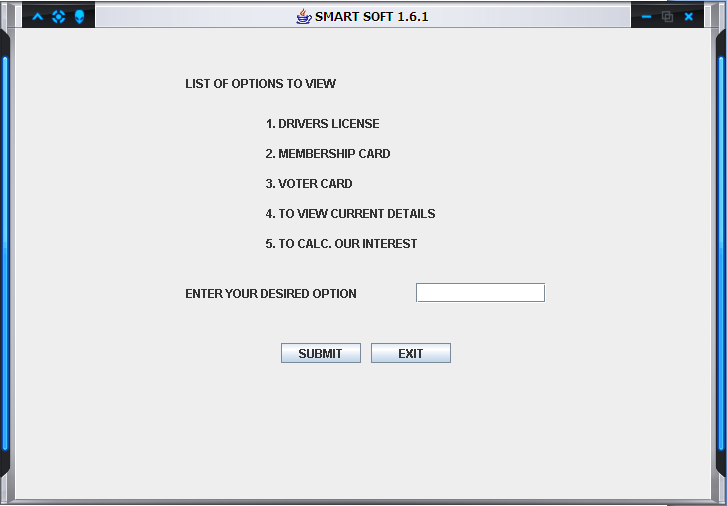 SMART SOFT 1.6.1
LIST OF OPTIONS TO VIEW
1. DRIVERS LICENSE
2. MEMBERSHIP CARD
3. VOTER CARD
4. TO VIEW CURRENT DETAILS
5. TO CALC. OUR INTEREST
ENTER YOUR DESIRED OPTION
SUBMIT EXIT